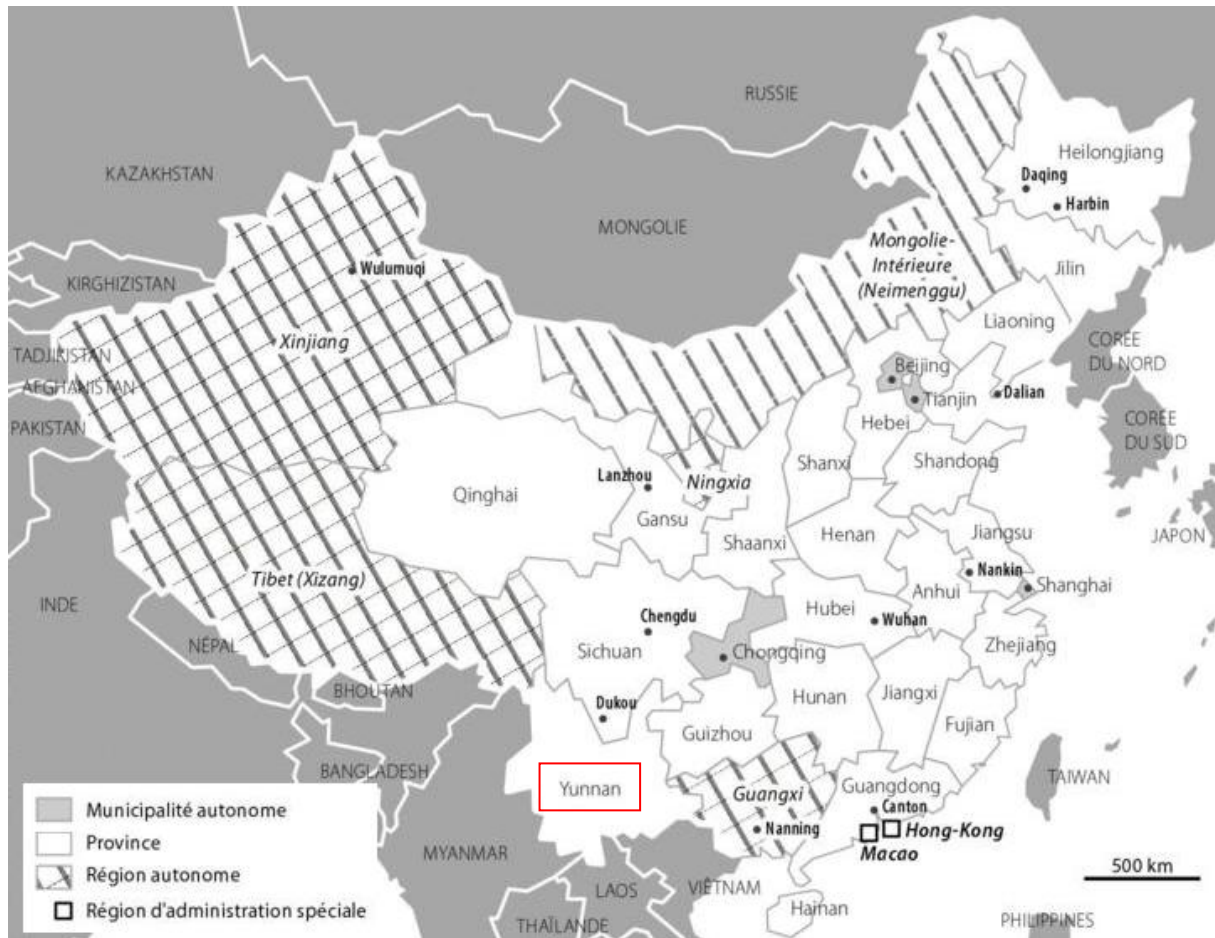 RUSSIE
KAZAKHSTAN
Heilongjiang
Daqing
Harbin
MONGOLIE
Mongolie-
Intérieure
(Neimenggu)
Jilin
Wulumuqi
KIRGHIZISTAN
Liaoning
Xinjiang
CORÉE
DU NORD
TADJIKISTAN
Beijing
AFGHANISTAN
Tianjin
Dalian
PAKISTAN
Hebei
CORÉE
DU SUD
Shanxi
Shandong
Lanzhou
Ningxia
Qinghai
Gansu
Shaanxi
Henan
Jiangsu
JAPON
Tibet (Xizang)
Nankin
Shanghai
INDE
Anhui
Hubei
Chengdu
Wuhan
NÉPAL
Sichuan
Chongqing
Zhejiang
BHOUTAN
Hunan
Jiangxi
Dukou
Fujian
Guizhou
BANGLADESH
TAIWAN
Yunnan
Guangxi
Guangdong
Canton
Nanning
Hong-Kong
Macao
MYANMAR
500 km
LAOS
VIÊTNAM
Hainan
THAÏLANDE
PHILIPPINES
Municipalité autonome
Province
Région autonome
Région d'administration spéciale